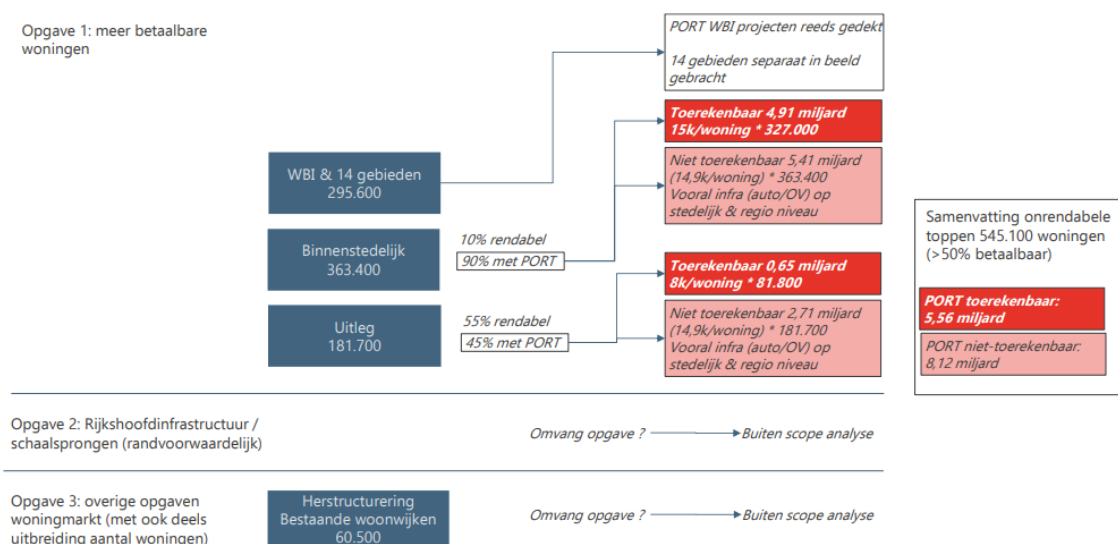 Opgave 1: meer betaalbare
woningen
PORT WBI projecten reeds gedekt
14 gebieden separaat in beeld
gebracht
WBI & 14 gebieden
295.600
Toerekenbaar 4,91 miljard
15k/woning * 327.000
Niet toerekenbaar 5,41 miljard
(14,9k/woning) * 363.400
Vooral infra (auto/OV) op
stedelijk & regio niveau
Binnenstedelijk
363.400
10% rendabel
90% met PORT
Toerekenbaar 0,65 miljard
8k/woning * 81.800
Uitleg
181.700
55% rendabel
45% met PORT
Niet toerekenbaar 2,71 miljard
(14,9k/woning) * 181.700
Vooral infra (auto/OV) op
stedelijk & regio niveau
Samenvatting onrendabele
toppen 545.100 woningen
(>50% betaalbaar)
PORT toerekenbaar:
5,56 miljard
PORT niet-toerekenbaar:
8,12 miljard
Opgave 2: Rijkshoofdinfrastructuur /
schaalsprongen (randvoorwaardelijk)
Omvang opgave ?
Buiten scope analyse
Opgave 3: overige opgaven
woningmarkt (met ook deels
uitbreiding aantal woningen)
Herstructurering
Bestaande woonwijken
60.500
Omvang opgave ?
Buiten scope analyse